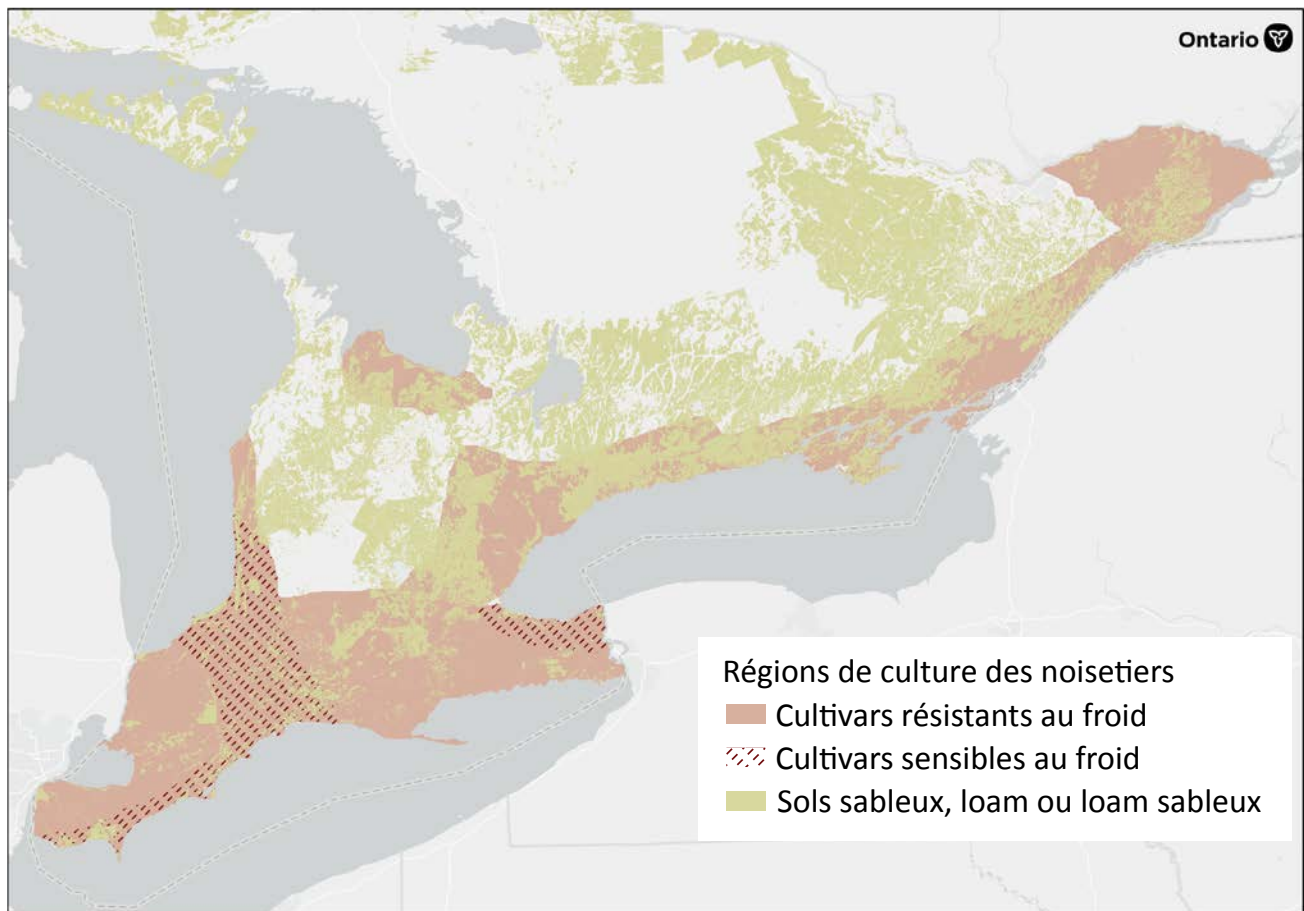 Ontario
Régions de culture des noisetiers
Cultivars résistants au froid
Cultivars sensibles au froid
Sols sableux, loam ou loam sableux